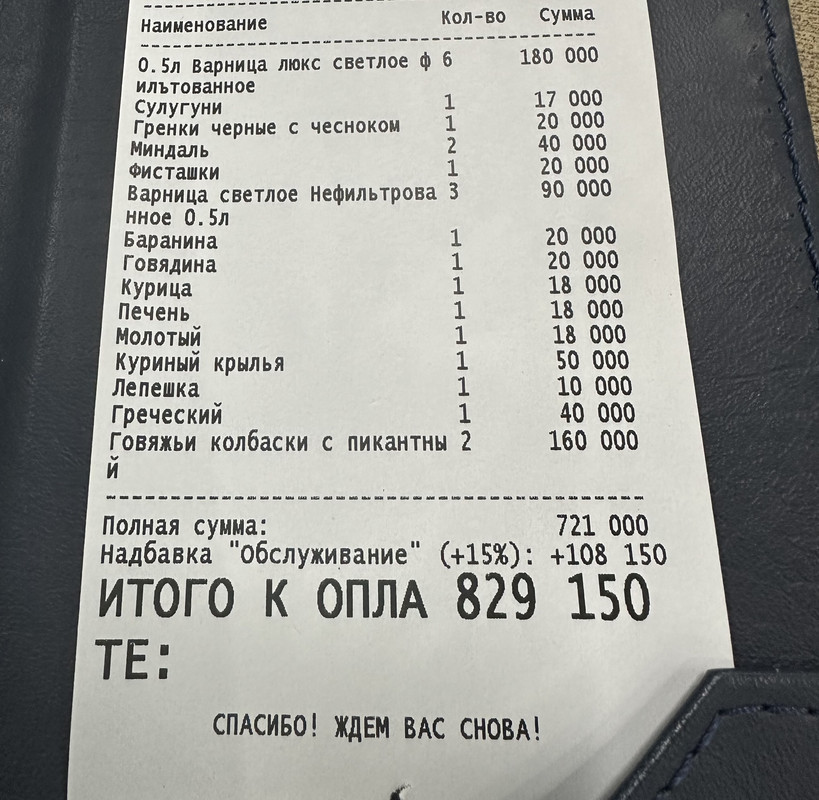 Наименование Кол-во Сумма
0.5л Варница люкс светлое ф 6 180 000
ильтованное
Сулугуни 1 17 000
Гренки черные с чесноком 1 20 000
Миндаль 2 40 000
Фисташки 1 20 000
Варница светлое Нефильтрова 3 90 000
нное 0.5л
Баранина 1 20 000
Говядина 1 20 000
Курица 1 18 000
Печень 1 18 000
Молотый 1 18 000
Куриный крылья 1 50 000
Лепешка 1 10 000
Греческий 1 40 000
Говяжьи колбаски с пикантны 2 160 000
й
Полная сумма: 721 000
Надбавка "Обслуживание" (+15%): +108 150
ИТОГО К ОПЛА 829 150
ТЕ:
СПАСИБО! ЖДЕМ ВАС СНОВА!